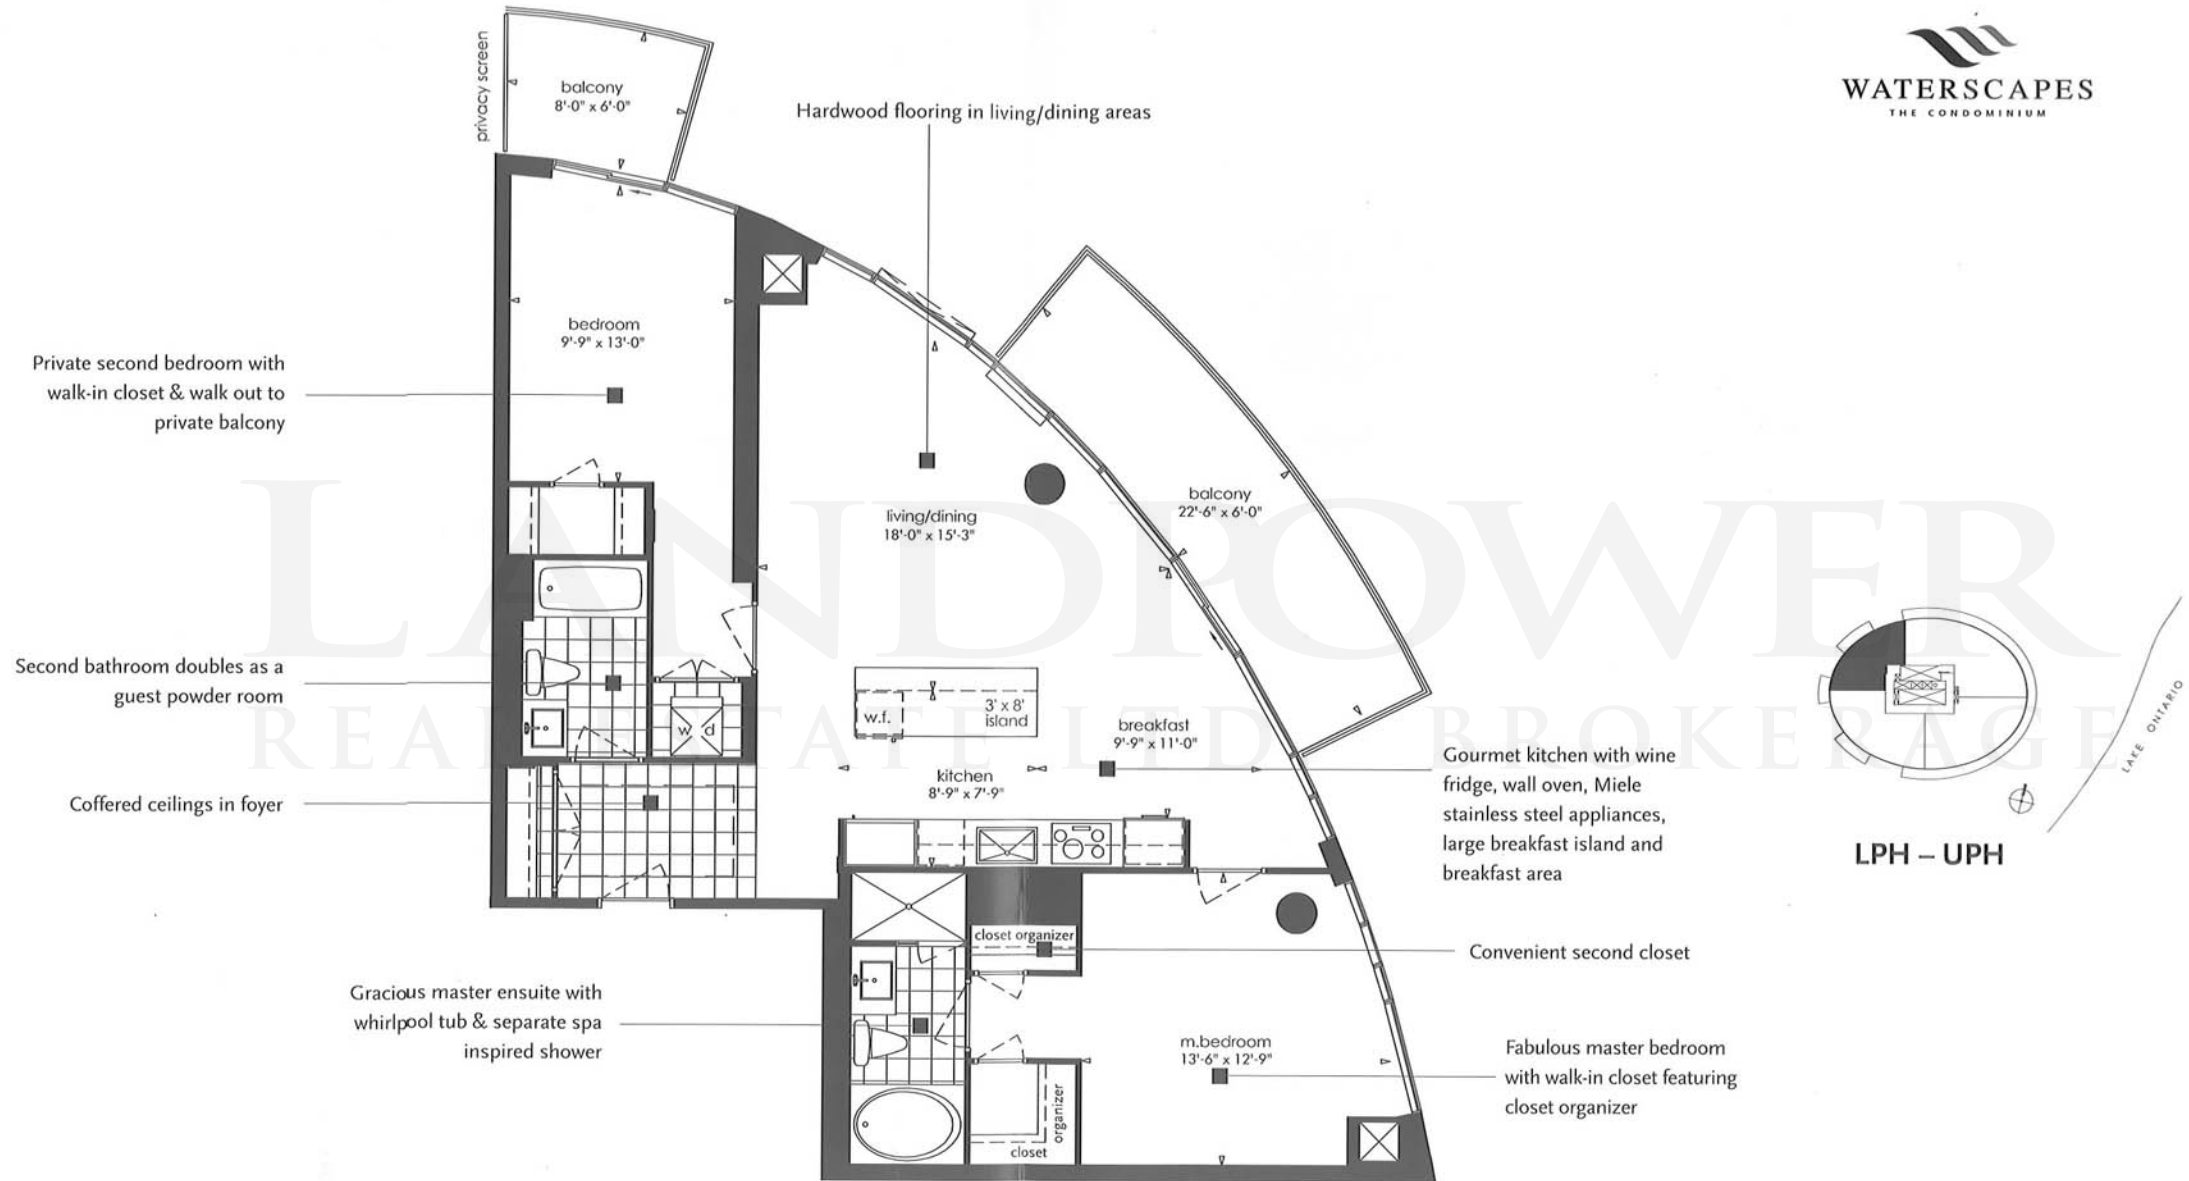 WATERSCAPES
THE CONDOMINIUM
privacy screen
balcony
8'-0" x 6'-0"
Hardwood flooring in living/dining areas
bedroom
9'-9" x 13'-0"
Private second bedroom with
walk-in closet & walk out to
private balcony
living/dining
18'-0" x 15'-3"
balcony
22'-6" x 6'-0"
LANDPOWER
REAL ESTATE LTD BROKERAGE
Second bathroom doubles as a
guest powder room
w d
w.f.
3' x 8'
island
breakfast
9'-9" x 11'-0"
kitchen
8'-9" x 7'-9"
Coffered ceilings in foyer
Gourmet kitchen with wine
fridge, wall oven, Miele
stainless steel appliances,
large breakfast island and
breakfast area
LAKE ONTARIO
LPH – UPH
closet organizer
Convenient second closet
Gracious master ensuite with
whirlpool tub & separate spa
inspired shower
m.bedroom
13'-6" x 12'-9"
Fabulous master bedroom
with walk-in closet featuring
closet organizer
organizer
closet